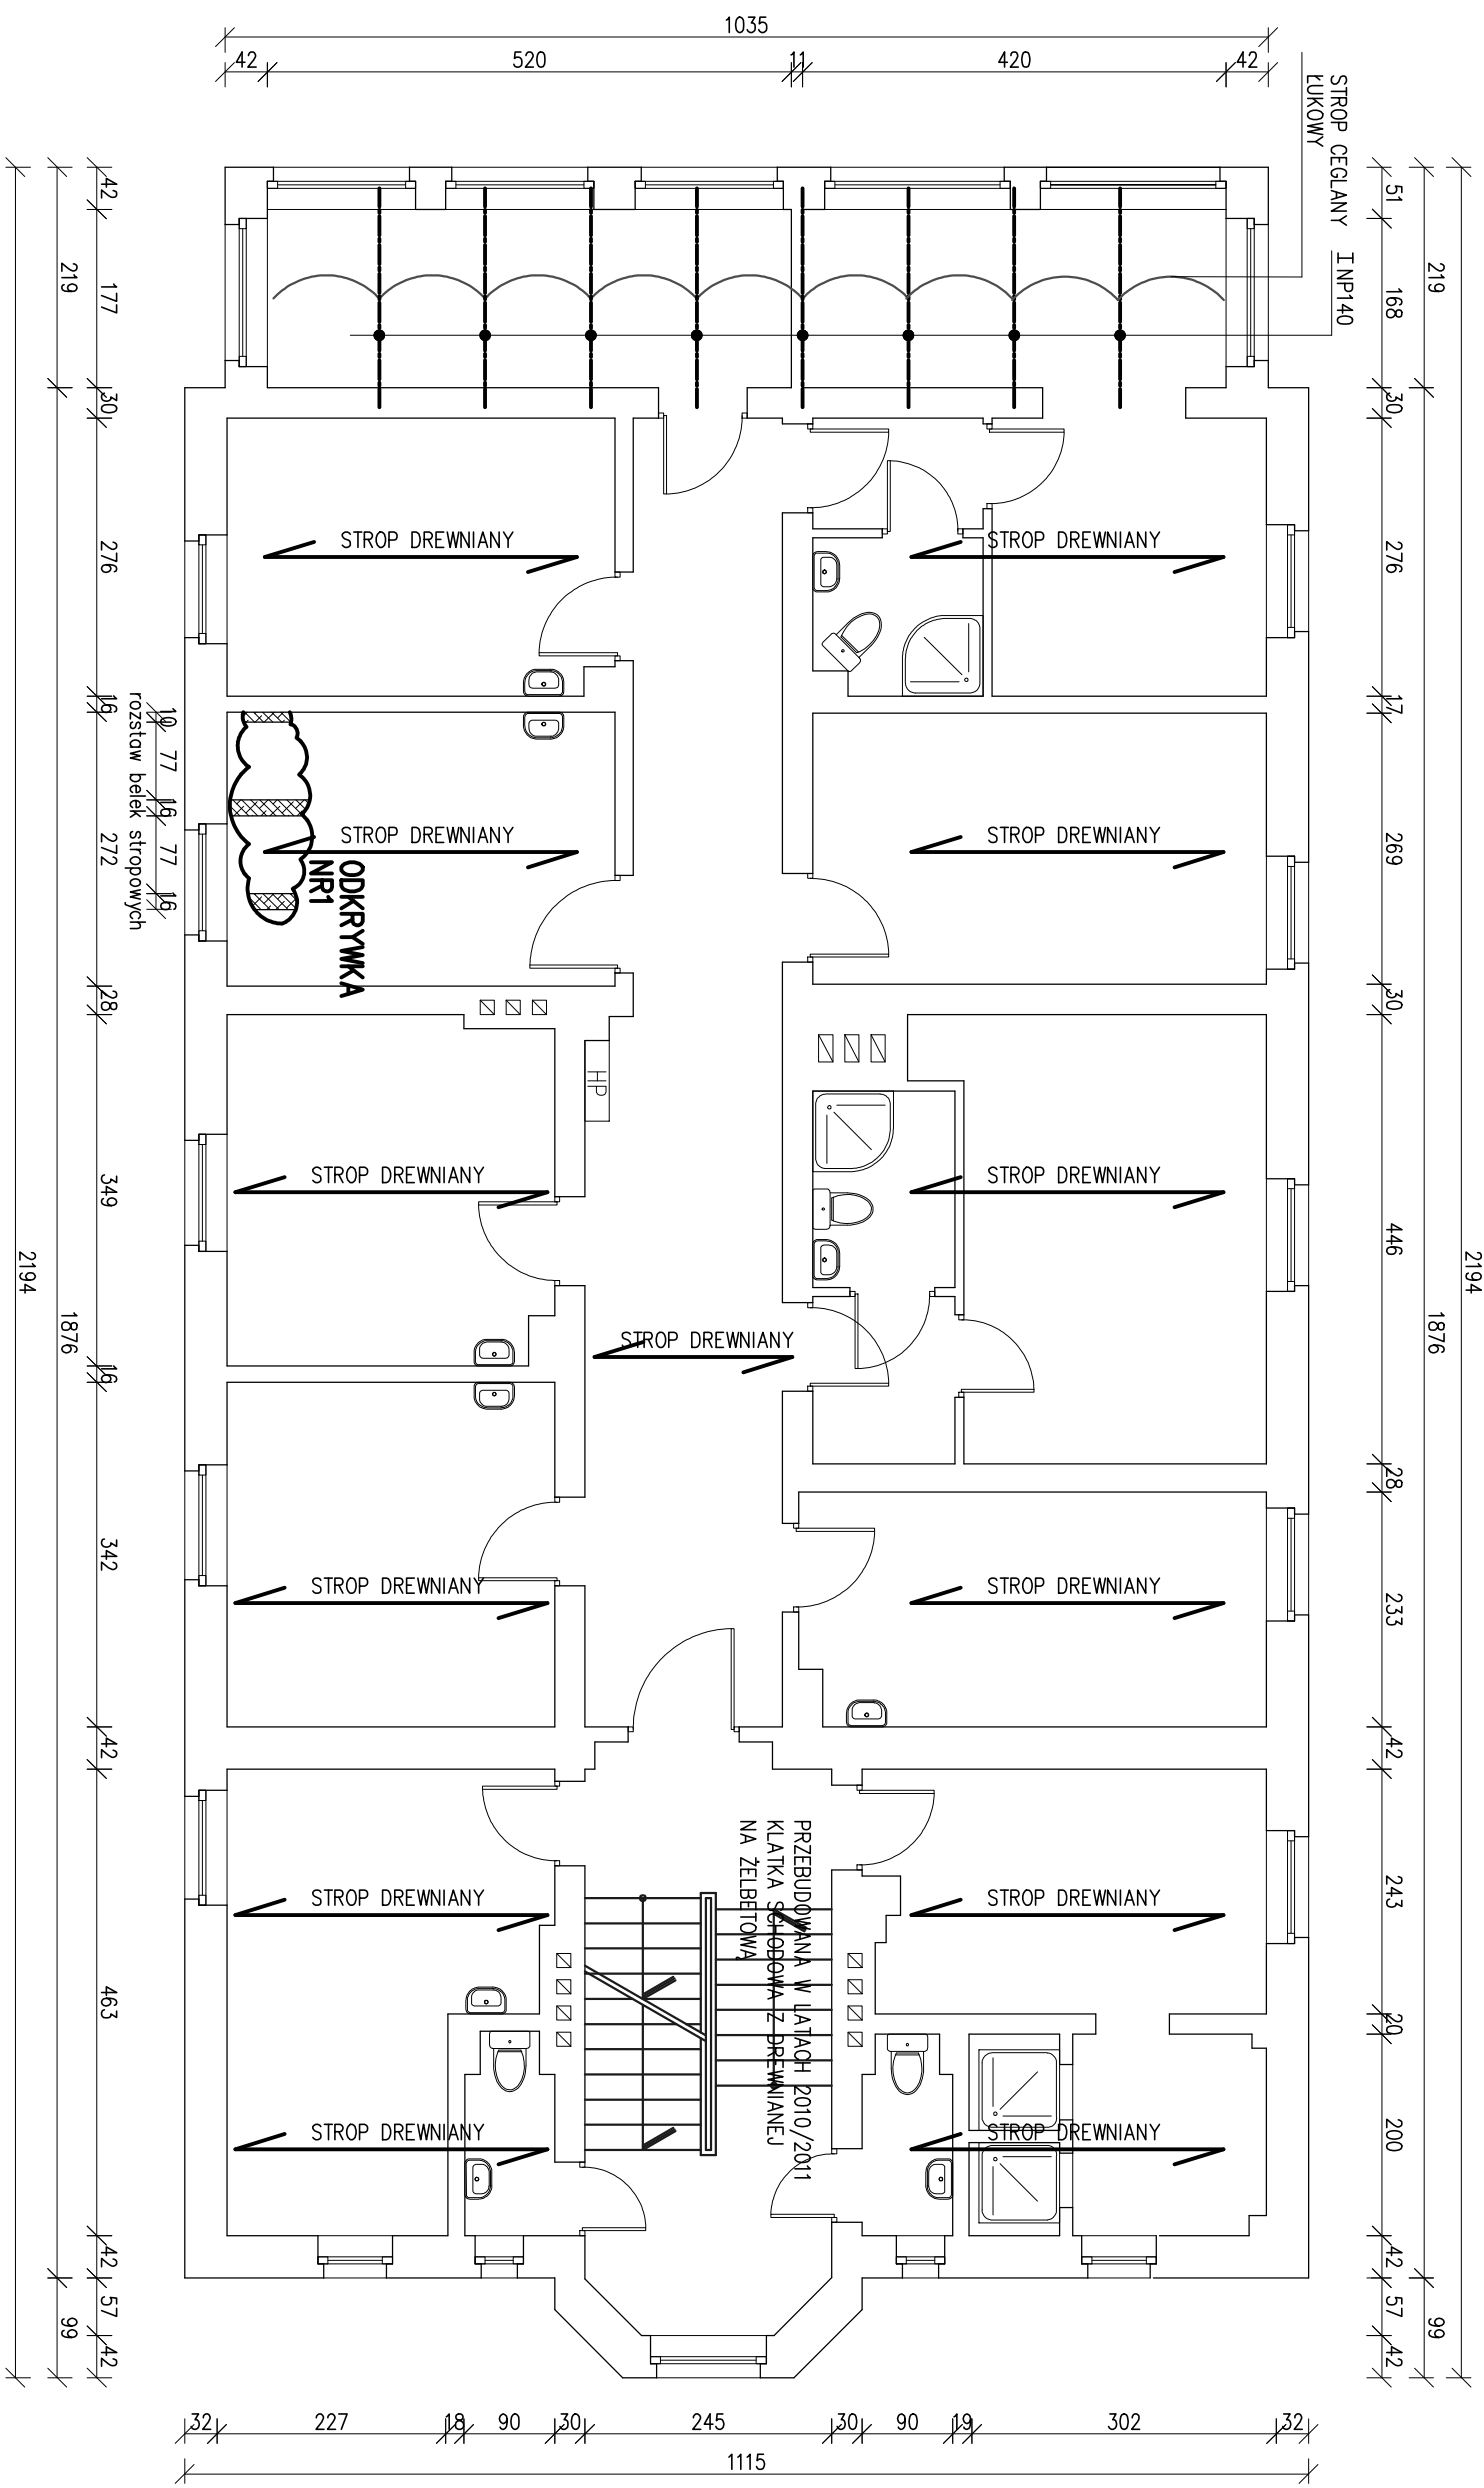 1035
42
520
11
420
42
STROP CEGLANY
ŁUKOWY
I NP140
42
177
30
276
16
272
28
349
16
342
42
463
42
57
42
219
1876
99
2194
51
168
30
276
17
269
30
446
28
233
42
243
20
200
42
57
42
219
1876
99
2194
STROP DREWNIANY
STROP DREWNIANY
10
77
16
77
16
rozstaw belek stropowych
STROP DREWNIANY
STROP DREWNIANY
ODKRYWKA
NR1
HP
STROP DREWNIANY
STROP DREWNIANY
STROP DREWNIANY
STROP DREWNIANY
STROP DREWNIANY
PRZEBUDOWANA W LATACH 2010/2011
KLATKA SCHODOWA Z DREWNIANEJ
NA ŻELBETOWĄ
STROP DREWNIANY
STROP DREWNIANY
STROP DREWNIANY
STROP DREWNIANY
32
227
18
90
30
245
30
90
19
302
32
1115